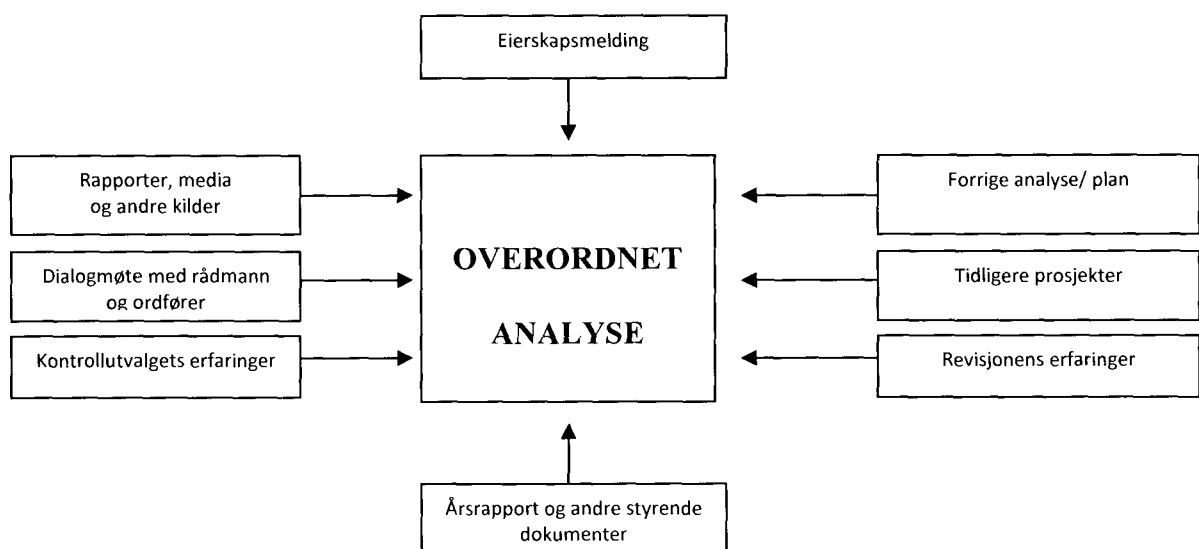 Eierskapsmelding
Rapporter, media
og andre kilder
Dialogmøte med rådmann
og ordfører
Kontrollutvalgets erfaringer
OVERORDNET
ANALYSE
Forrige analyse/ plan
Tidligere prosjekter
Revisjonens erfaringer
Årsrapport og andre styrende
dokumenter